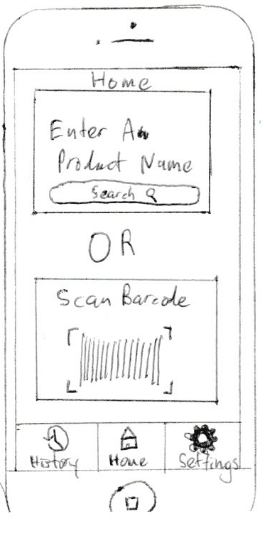 Home
Enter An
Product Name
Search
OR
Scan Barcode
History
Home
Settings